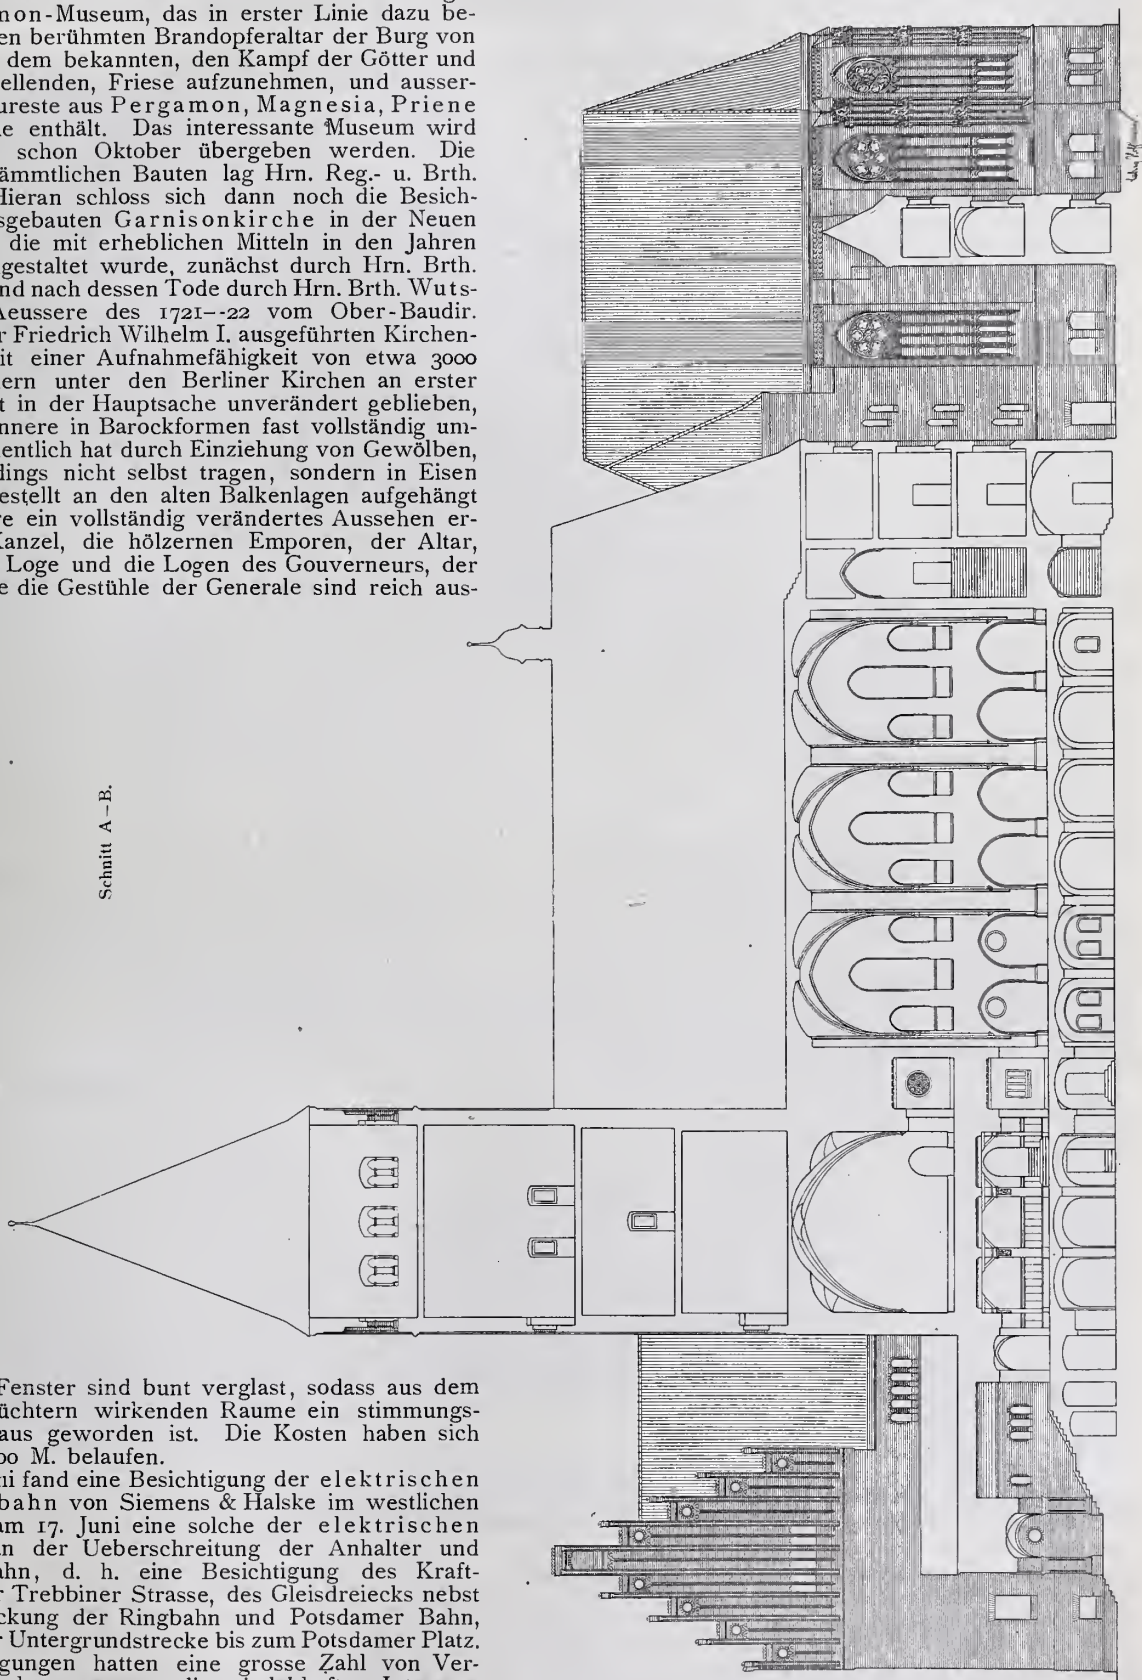 non-Museum, das in erster Linie dazu be-
en berühmten Brandopferaltar der Burg von
dem bekannten, den Kampf der Götter und
ellenden, Friese aufzunehmen, und ausser-
ureste aus Pergamon, Magnesia, Priene
e enthält. Das interessante Museum wird
schon Oktober übergeben werden. Die
ämmtlichen Bauten lag Hrn. Reg.- u. Brth.
Hieran schloss sich dann noch die Besich-
sgebauten Garnisonkirche in der Neuen
die mit erheblichen Mitteln in den Jahren
gestaltet wurde, zunächst durch Hrn. Brth.
nd nach dessen Tode durch Hrn. Brth. Wuts-
Aeussere des 1721--22 vom Ober-Baudir.
r Friedrich Wilhelm I. ausgeführten Kirchen-
it einer Aufnahmefähigkeit von etwa 3000
ern unter den Berliner Kirchen an erster
t in der Hauptsache unverändert geblieben,
nnere in Barockformen fast vollständig um-
entlich hat durch Einziehung von Gewölben,
dings nicht selbst tragen, sondern in Eisen
estellt an den alten Balkenlagen aufgehängt
re ein vollständig verändertes Aussehen er-
Kanzel, die hölzernen Emporen, der Altar,
Loge und die Logen des Gouverneurs, der
e die Gestühle der Generale sind reich aus-
Schnitt A–B.
Fenster sind bunt verglast, sodass aus dem
üchtern wirkenden Raume ein stimmungs-
aus geworden ist. Die Kosten haben sich
00 M. belaufen.
ni fand eine Besichtigung der elektrischen
bahn von Siemens & Halske im westlichen
am 17. Juni eine solche der elektrischen
an der Ueberschreitung der Anhalter und
ahn, d. h. eine Besichtigung des Kraft-
r Trebbiner Strasse, des Gleisdreiecks nebst
ckung der Ringbahn und Potsdamer Bahn,
r Untergrundstrecke bis zum Potsdamer Platz.
gungen hatten eine grosse Zahl von Ver-